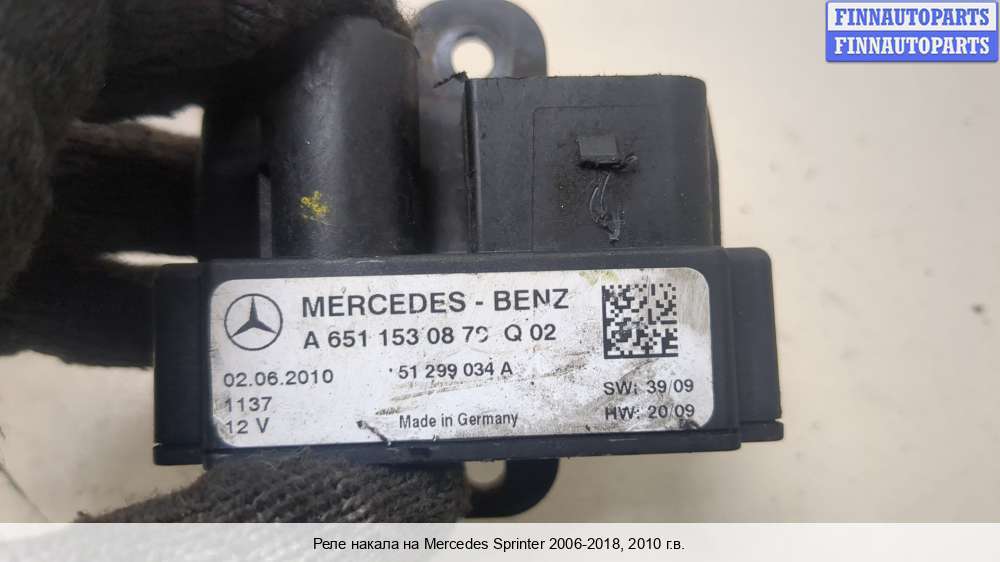 FINNAUTOPARTS
FINNAUTOPARTS
MERCEDES - BENZ
A 651 153 08 79 Q 02
02.06.2010
51 299 034 A
1137
12 V
Made in Germany
SW: 39/09
HW: 20/09
Реле накала на Mercedes Sprinter 2006-2018, 2010 г.в.